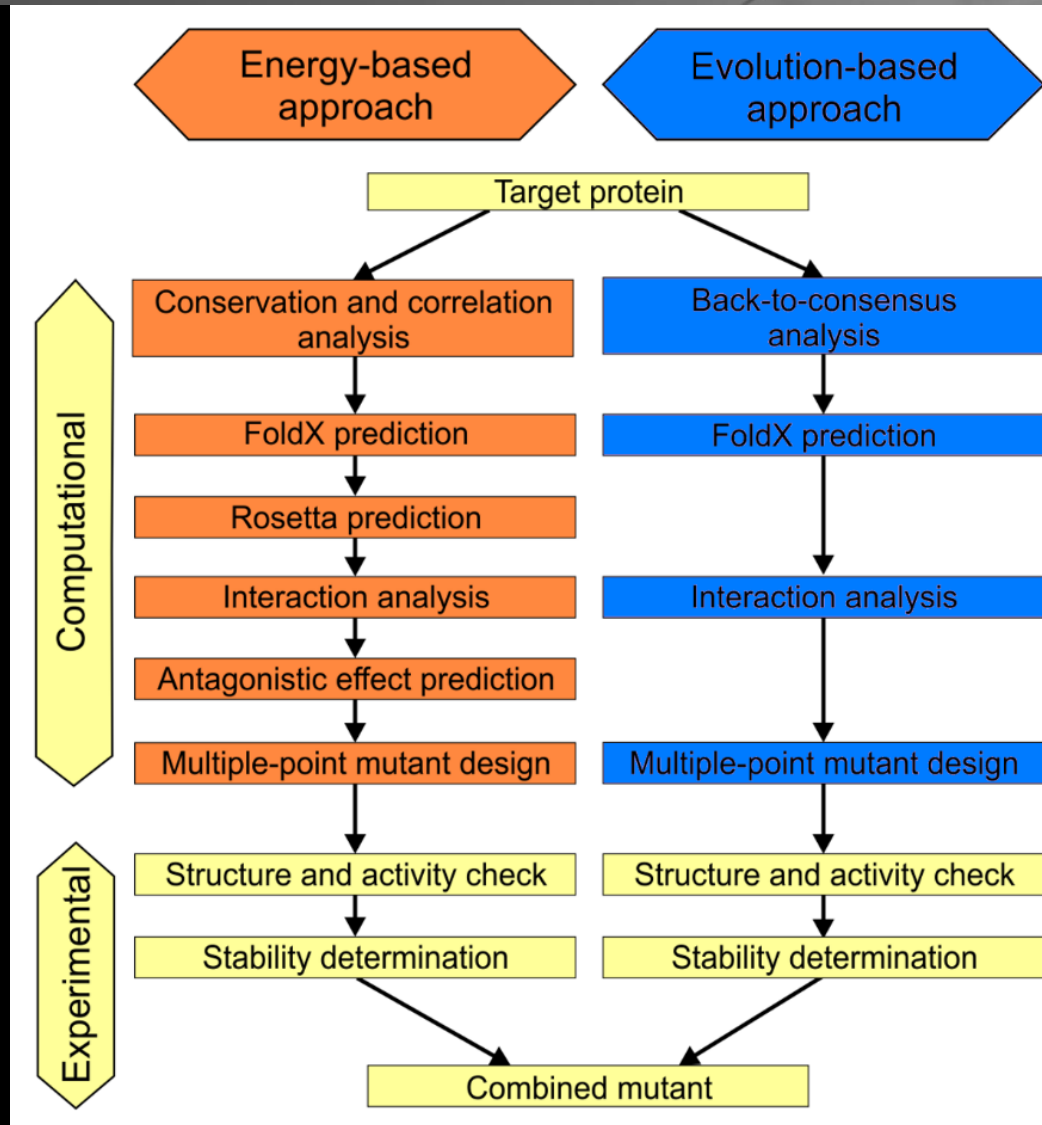 Energy-based
approach
Evolution-based
approach
Target protein
Computational
Conservation and correlation
analysis
Back-to-consensus
analysis
FoldX prediction
FoldX prediction
Rosetta prediction
Interaction analysis
Interaction analysis
Antagonistic effect prediction
Multiple-point mutant design
Multiple-point mutant design
Experimental
Structure and activity check
Structure and activity check
Stability determination
Stability determination
Combined mutant